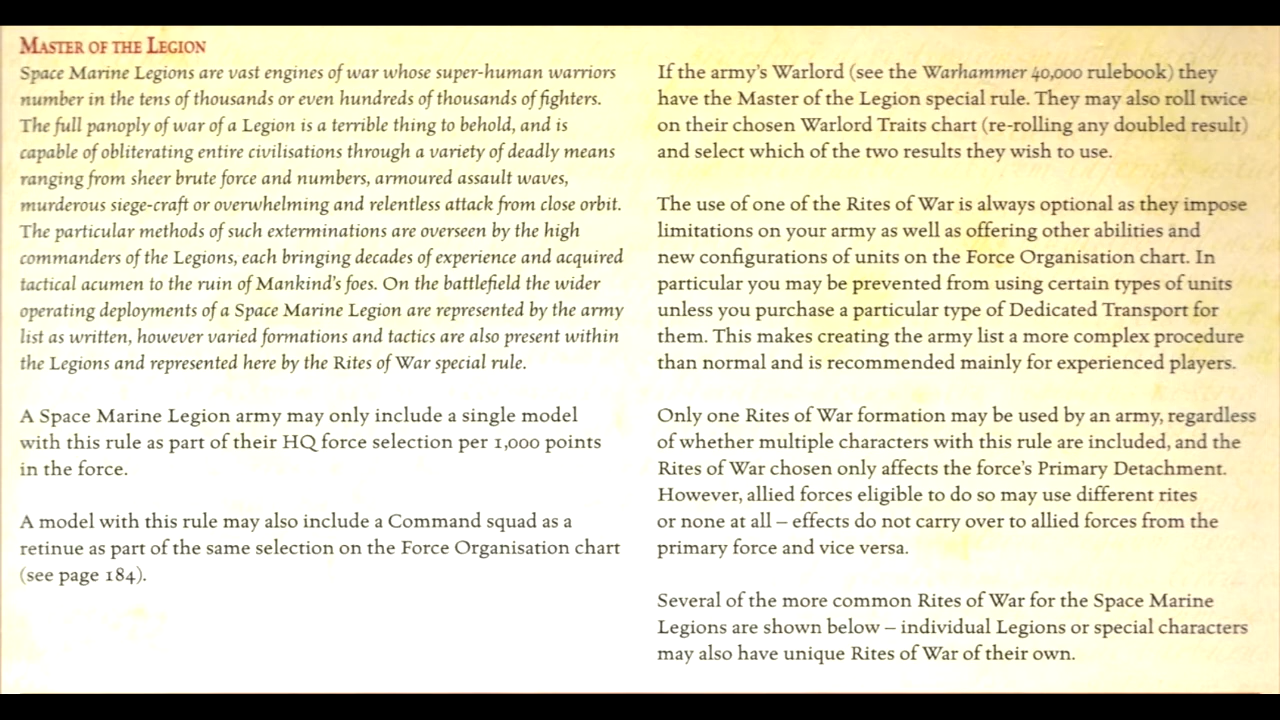 MASTER OF THE LEGION
Space Marine Legions are vast engines of war whose super-human warriors
number in the tens of thousands or even hundreds of thousands of fighters.
The full panoply of war of a Legion is a terrible thing to behold, and is
capable of obliterating entire civilisations through a variety of deadly means
ranging from sheer brute force and numbers, armoured assault waves,
murderous siege-craft or overwhelming and relentless attack from close orbit.
The particular methods of such exterminations are overseen by the high
commanders of the Legions, each bringing decades of experience and acquired
tactical acumen to the ruin of Mankind's foes. On the battlefield the wider
operating deployments of a Space Marine Legion are represented by the army
list as written, however varied formations and tactics are also present within
the Legions and represented here by the Rites of War special rule.
A Space Marine Legion army may only include a single model
with this rule as part of their HQ force selection per 1,000 points
in the force.
A model with this rule may also include a Command squad as a
retinue as part of the same selection on the Force Organisation chart
(see page 184).
If the army's Warlord (see the Warhammer 40,000 rulebook) they
have the Master of the Legion special rule. They may also roll twice
on their chosen Warlord Traits chart (re-rolling any doubled result)
and select which of the two results they wish to use.
The use of one of the Rites of War is always optional as they impose
limitations on your army as well as offering other abilities and
new configurations of units on the Force Organisation chart. In
particular you may be prevented from using certain types of units
unless you purchase a particular type of Dedicated Transport for
them. This makes creating the army list a more complex procedure
than normal and is recommended mainly for experienced players.
Only one Rites of War formation may be used by an army, regardless
of whether multiple characters with this rule are included, and the
Rites of War chosen only affects the force's Primary Detachment.
However, allied forces eligible to do so may use different rites
or none at all – effects do not carry over to allied forces from the
primary force and vice versa.
Several of the more common Rites of War for the Space Marine
Legions are shown below – individual Legions or special characters
may also have unique Rites of War of their own.